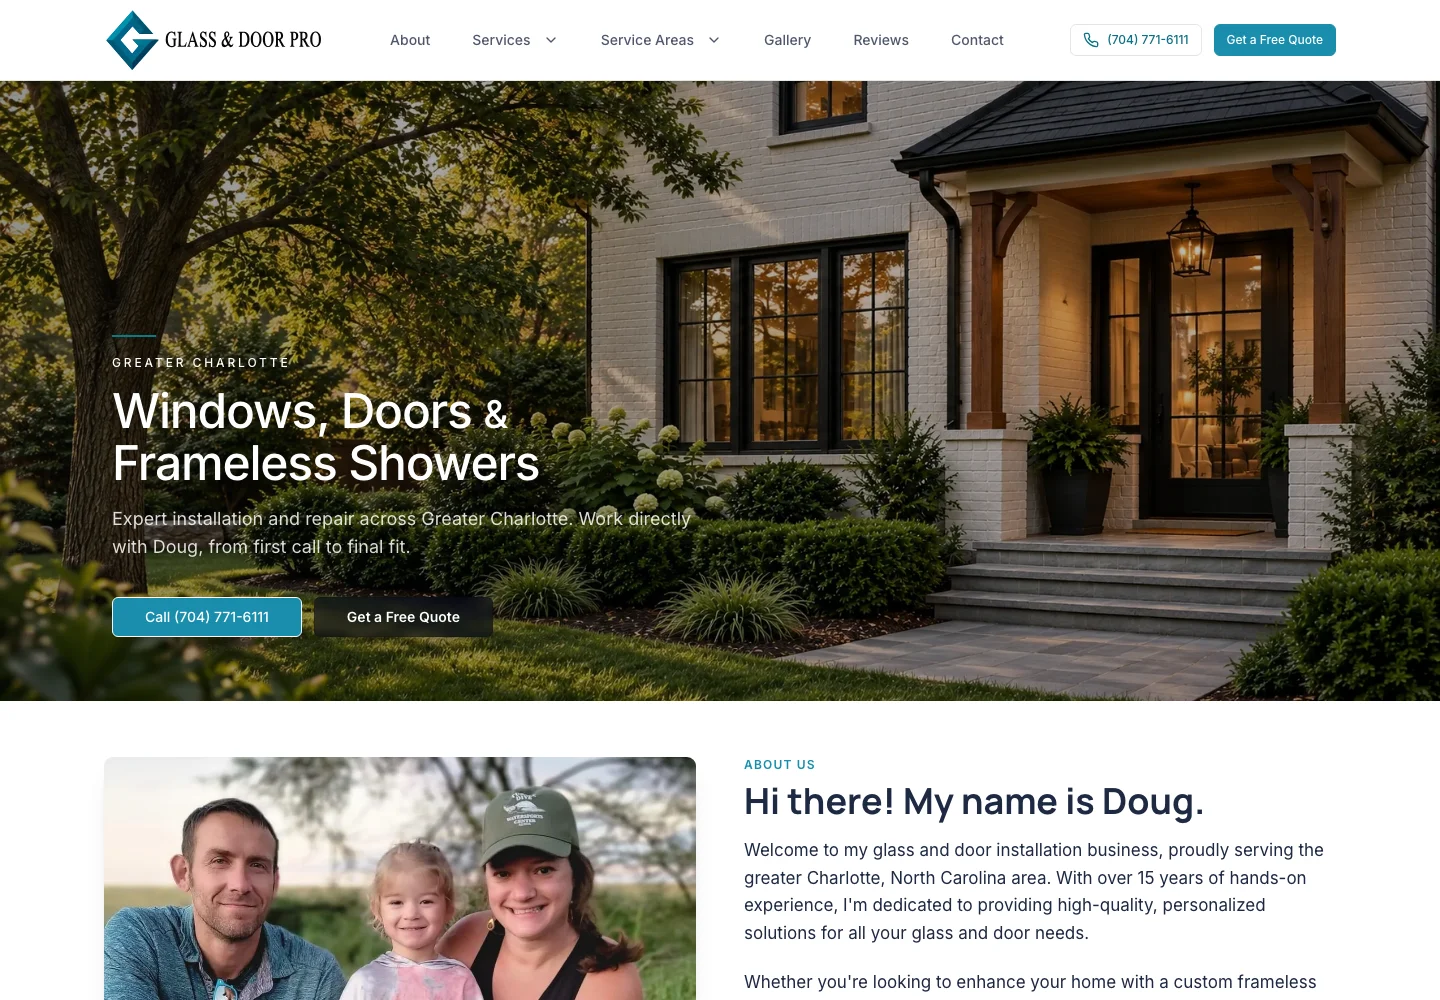 GLASS & DOOR PRO
About
Services
Service Areas
Gallery
Reviews
Contact
(704) 771-6111
Get a Free Quote
GREATER CHARLOTTE
Windows, Doors &
Frameless Showers
Expert installation and repair across Greater Charlotte. Work directly
with Doug, from first call to final fit.
Call (704) 771-6111
Get a Free Quote
ABOUT US
Hi there! My name is Doug.
Welcome to my glass and door installation business, proudly serving the
greater Charlotte, North Carolina area. With over 15 years of hands-on
experience, I'm dedicated to providing high-quality, personalized
solutions for all your glass and door needs.
Whether you're looking to enhance your home with a custom frameless
DIVE
WATERSPORTS
CENTER